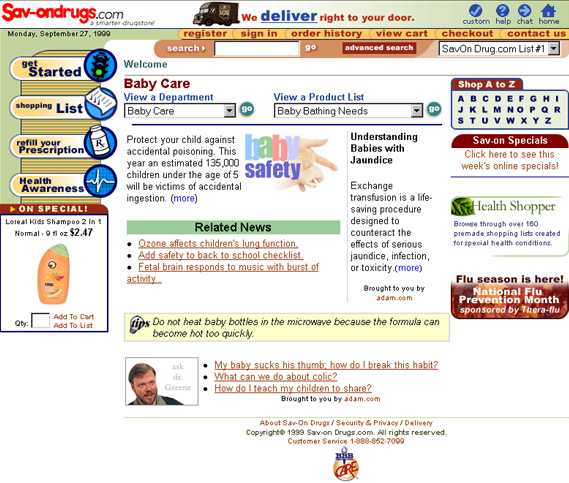 Sav-ondrugs.com
a smarter drugstore
We deliver right to your door.
custom help chat home
Monday, September 27, 1999
register sign in order history view cart checkout contact us
search go advanced search SavOn Drug.com List #1
get Started
shopping List
refill your Prescription
Health Awareness
ON SPECIAL!
Loreal Kids Shampoo 2 In 1
Normal - 9 fl oz $2.47
Qty: Add To Cart
Add To List
Welcome
Baby Care
View a Department
Baby Care go
View a Product List
Baby Bathing Needs go
Protect your child against
accidental poisoning. This
year an estimated 135,000
children under the age of 5
will be victims of accidental
ingestion. (more)
baby
safety
Related News
Ozone affects children's lung function.
Add safety to back to school checklist.
Fetal brain responds to music with burst of
activity .
Understanding
Babies with
Jaundice
Exchange
transfusion is a life-
saving procedure
designed to
counteract the
effects of serious
jaundice, infection,
or toxicity.(more)
Brought to you by
adam.com
Shop A to Z
A B C D E F G H I
J K L M N O P Q R
S T U V W X Y Z
Sav-on Specials
Click here to see this
week's online specials!
Health Shopper
Browse through over 160
premade shopping lists created
for special health conditions.
Flu season is here!
National Flu
Prevention Month
sponsored by Thera-flu
tips Do not heat baby bottles in the microwave because the formula can
become hot too quickly.
ask
dr.
Greene
My baby sucks his thumb; how do I break this habit?
What can we do about colic?
How do I teach my children to share?
Brought to you by adam.com
About Sav-On Drugs / Security & Privacy / Delivery
Copyright© 1999 Sav-on Drugs.com. All rights reserved.
Customer Service 1-888-852-7099
BBB
CARE